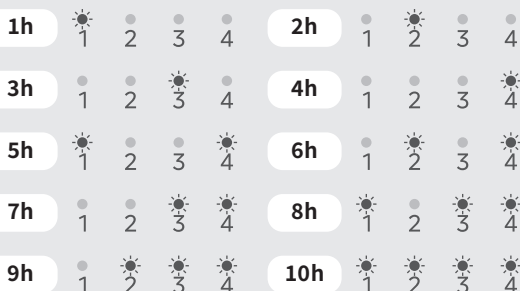 1h 1 2 3 4 2h 1 2 3 4
3h 1 2 3 4 4h 1 2 3 4
5h 1 2 3 4 6h 1 2 3 4
7h 1 2 3 4 8h 1 2 3 4
9h 1 2 3 4 10h 1 2 3 4